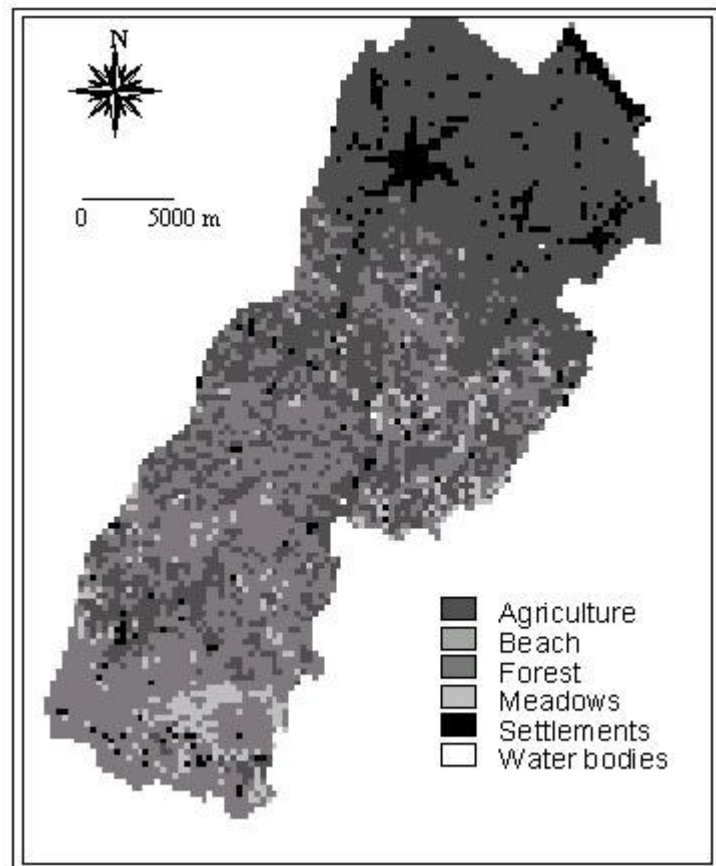 N
0 5000 m
Agriculture
Beach
Forest
Meadows
Settlements
Water bodies